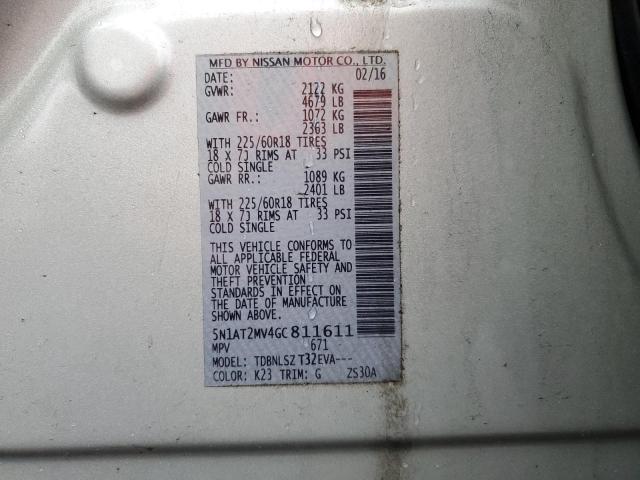 MFD BY NISSAN MOTOR CO., LTD.
DATE: 02/16
GVWR: 2122 KG
4679 LB
GAWR FR.: 1072 KG
2363 LB
WITH 225/60R18 TIRES
18 X 7J RIMS AT 33 PSI
COLD SINGLE
GAWR RR.: 1089 KG
2401 LB
WITH 225/60R18 TIRES
18 X 7J RIMS AT 33 PSI
COLD SINGLE
THIS VEHICLE CONFORMS TO
ALL APPLICABLE FEDERAL
MOTOR VEHICLE SAFETY AND
THEFT PREVENTION
STANDARDS IN EFFECT ON
THE DATE OF MANUFACTURE
SHOWN ABOVE.
5N1AT2MV4GC811611
MPV 671
MODEL: TDBNLSZ T32EVA---
COLOR: K23 TRIM: G ZS30A